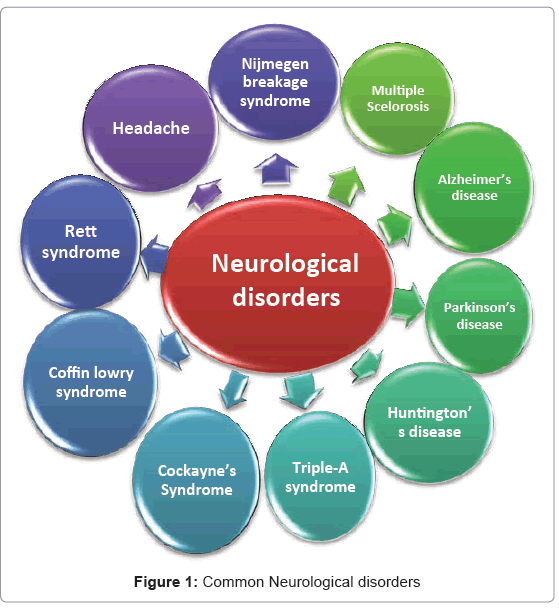 Nijmegen
breakage
syndrome
Multiple
Scelorosis
Alzheimer's
disease
Parkinson's
disease
Huntington'
s disease
Triple-A
syndrome
Cockayne's
Syndrome
Coffin lowry
syndrome
Rett
syndrome
Headache
Neurological
disorders
Figure 1: Common Neurological disorders